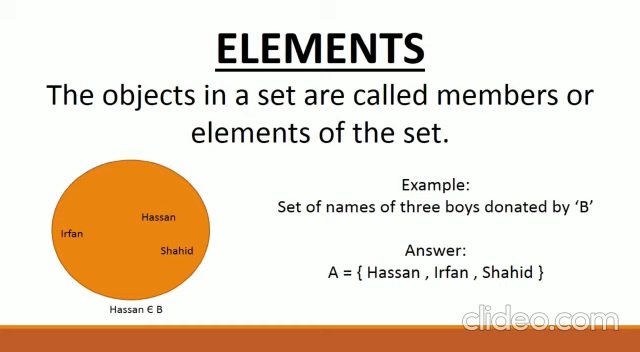 ELEMENTS
The objects in a set are called members or
elements of the set.
Example:
Set of names of three boys donated by ‘B’
Answer:
A = { Hassan , Irfan , Shahid }
Hassan
Irfan
Shahid
Hassan Є B
clideo.com